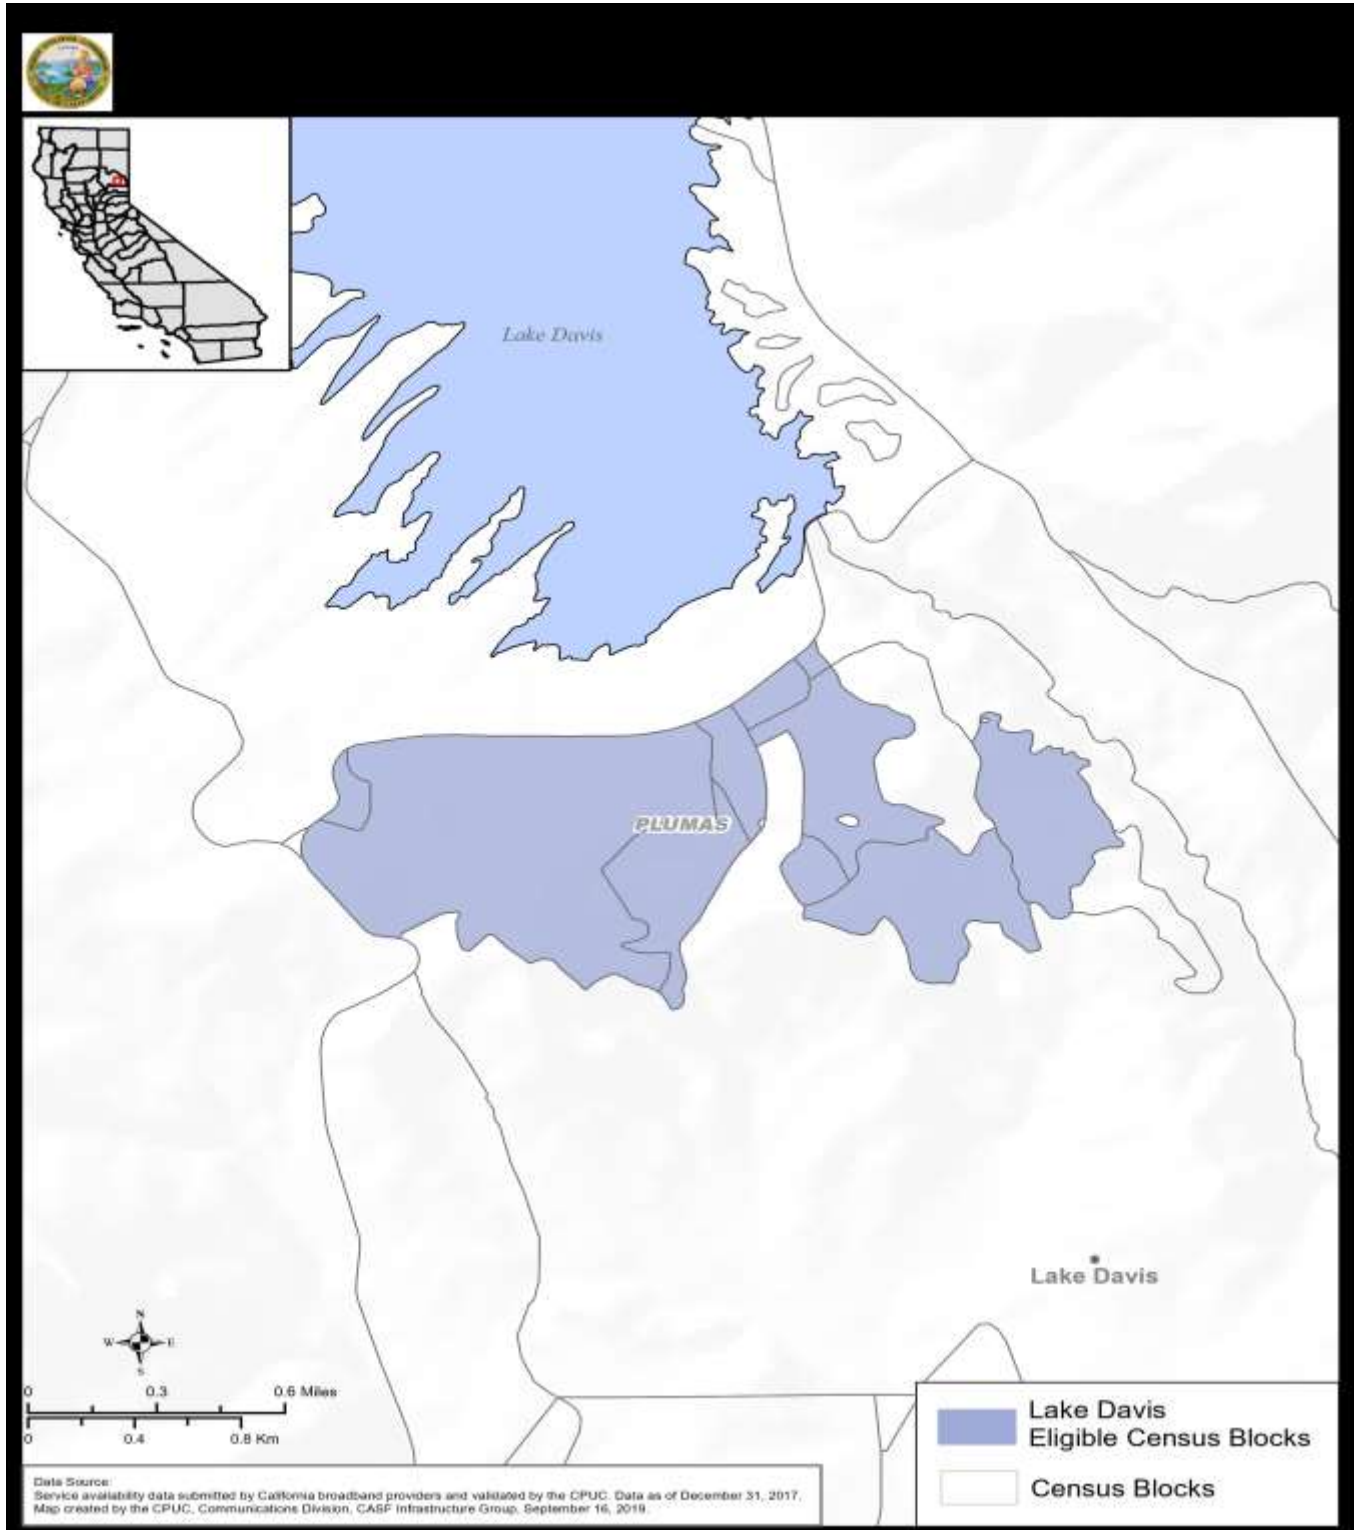 Lake Davis
PLUMAS
Lake Davis
N
W E
S
0 0.3 0.6 Miles
0 0.4 0.8 Km
Lake Davis
Eligible Census Blocks
Census Blocks
Data Source:
Service availability data submitted by California broadband providers and validated by the CPUC. Data as of December 31, 2017.
Map created by the CPUC, Communications Division, CASF Infrastructure Group, September 16, 2019.